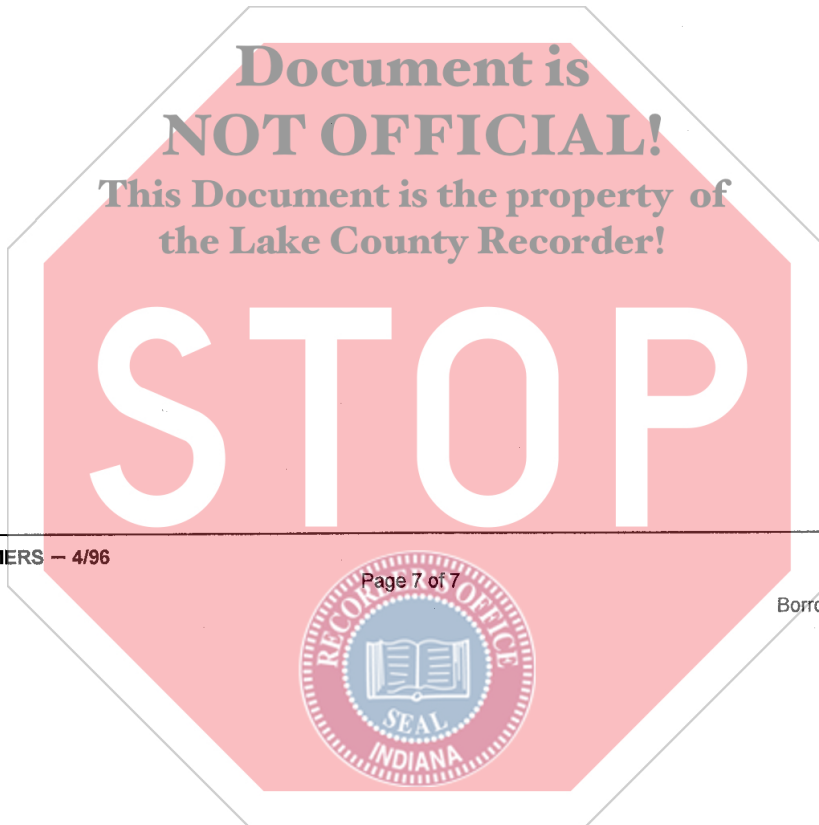 Document is
NOT OFFICIAL!
This Document is the property of
the Lake County Recorder!
STOP
ERS — 4/96
Page 7 of 7
RECORDER'S OFFICE
SEAL
INDIANA